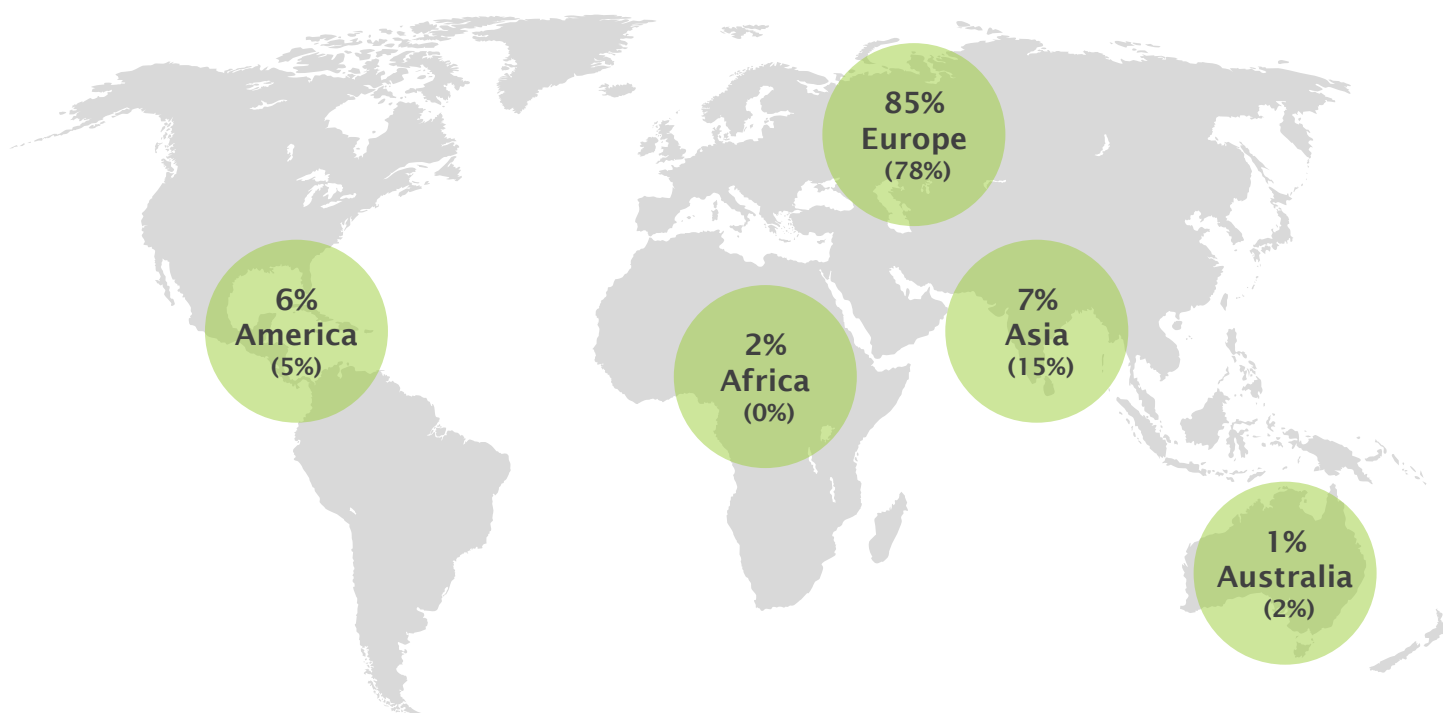 85%
Europe
(78%)
6%
America
(5%)
2%
Africa
(0%)
7%
Asia
(15%)
1%
Australia
(2%)